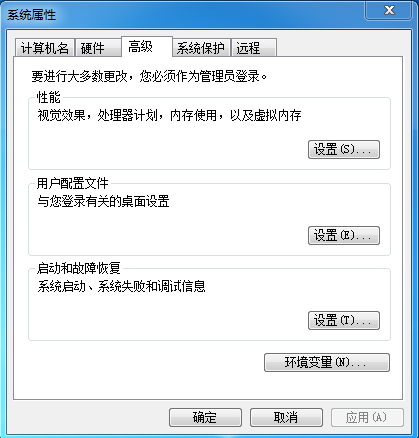 系统属性
计算机名 硬件 高级 系统保护 远程
要进行大多数更改，您必须作为管理员登录。
性能
视觉效果，处理器计划，内存使用，以及虚拟内存
设置(S)...
用户配置文件
与您登录有关的桌面设置
设置(E)...
启动和故障恢复
系统启动、系统失败和调试信息
设置(T)...
环境变量(N)...
确定 取消 应用(A)